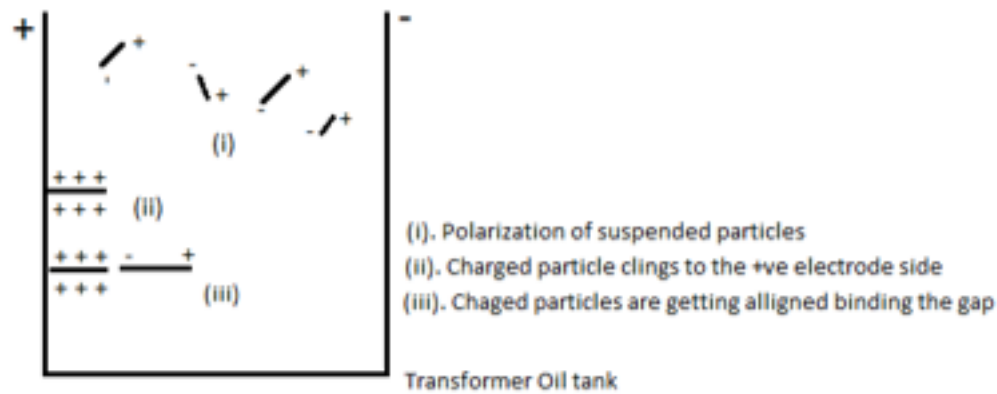 + -
+
- +
- +
- +
(i)
+ + +
+ + + (ii)
+ + + - +
+ + + (iii)
(i). Polarization of suspended particles
(ii). Charged particle clings to the +ve electrode side
(iii). Chaged particles are getting alligned binding the gap
Transformer Oil tank